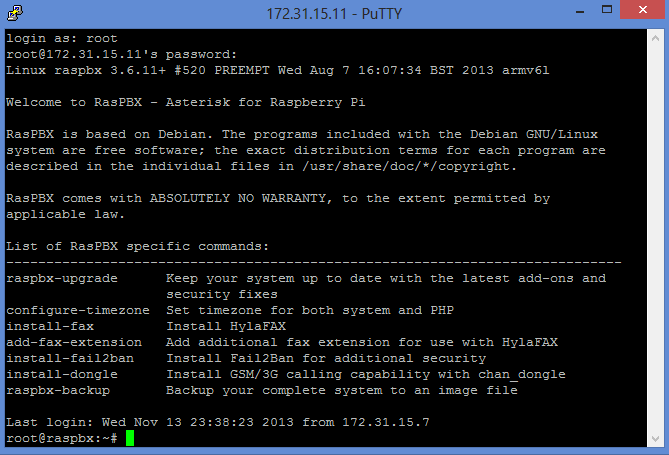 172.31.15.11 - PuTTY
login as: root
root@172.31.15.11's password:
Linux raspbx 3.6.11+ #520 PREEMPT Wed Aug 7 16:07:34 BST 2013 armv6l
Welcome to RasPBX - Asterisk for Raspberry Pi
RasPBX is based on Debian. The programs included with the Debian GNU/Linux
system are free software; the exact distribution terms for each program are
described in the individual files in /usr/share/doc/*/copyright.
RasPBX comes with ABSOLUTELY NO WARRANTY, to the extent permitted by
applicable law.
List of RasPBX specific commands:
-----------------------------------------------------------------------------
raspbx-upgrade      Keep your system up to date with the latest add-ons and
                    security fixes
configure-timezone  Set timezone for both system and PHP
install-fax         Install HylaFAX
add-fax-extension   Add additional fax extension for use with HylaFAX
install-fail2ban    Install Fail2Ban for additional security
install-dongle      Install GSM/3G calling capability with chan_dongle
raspbx-backup       Backup your complete system to an image file
Last login: Wed Nov 13 23:38:23 2013 from 172.31.15.7
root@raspbx:~#